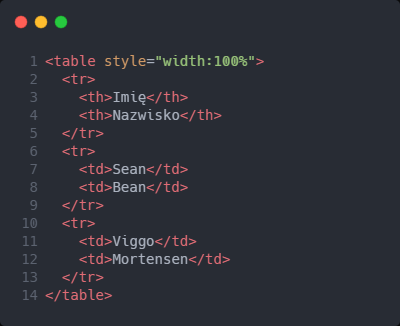 1 <table style="width:100%">
2   <tr>
3     <th>Imię</th>
4     <th>Nazwisko</th>
5   </tr>
6   <tr>
7     <td>Sean</td>
8     <td>Bean</td>
9   </tr>
10   <tr>
11     <td>Viggo</td>
12     <td>Mortensen</td>
13   </tr>
14 </table>